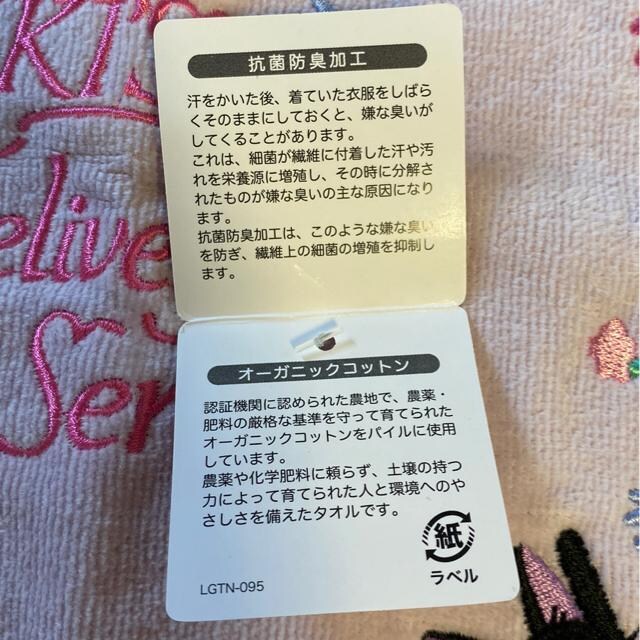 KI'S
elive
Ser
抗菌防臭加工
汗をかいた後、着ていた衣服をしばら
くそのままにしておくと、嫌な臭いが
してくることがあります。
これは、細菌が繊維に付着した汗や汚
れを栄養源に増殖し、その時に分解さ
れたものが嫌な臭いの主な原因になり
ます。
抗菌防臭加工は、このような嫌な臭い
を防ぎ、繊維上の細菌の増殖を抑制し
ます。
オーガニックコットン
認証機関に認められた農地で、農薬・
肥料の厳格な基準を守って育てられた
オーガニックコットンをパイルに使用
しています。
農薬や化学肥料に頼らず、土壌の持つ
力によって育てられた人と環境へのや
さしさを備えたタオルです。
紙
ラベル
LGTN-095